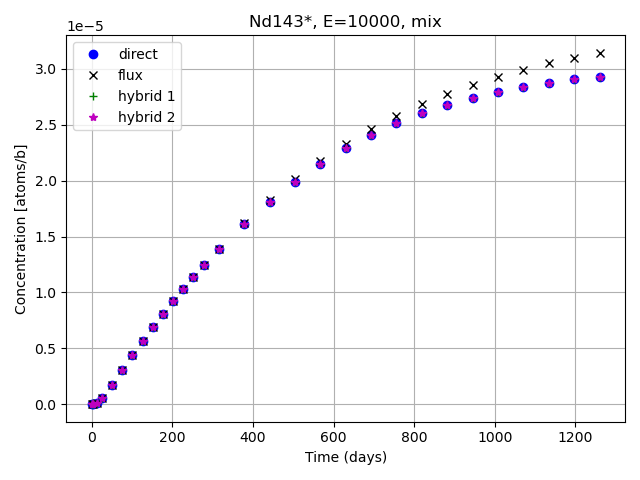 Nd143*, E=10000, mix
1e−5
direct
flux
hybrid 1
hybrid 2
3.0
2.5
2.0
1.5
1.0
0.5
0.0
Concentration [atoms/b]
0 200 400 600 800 1000 1200
Time (days)